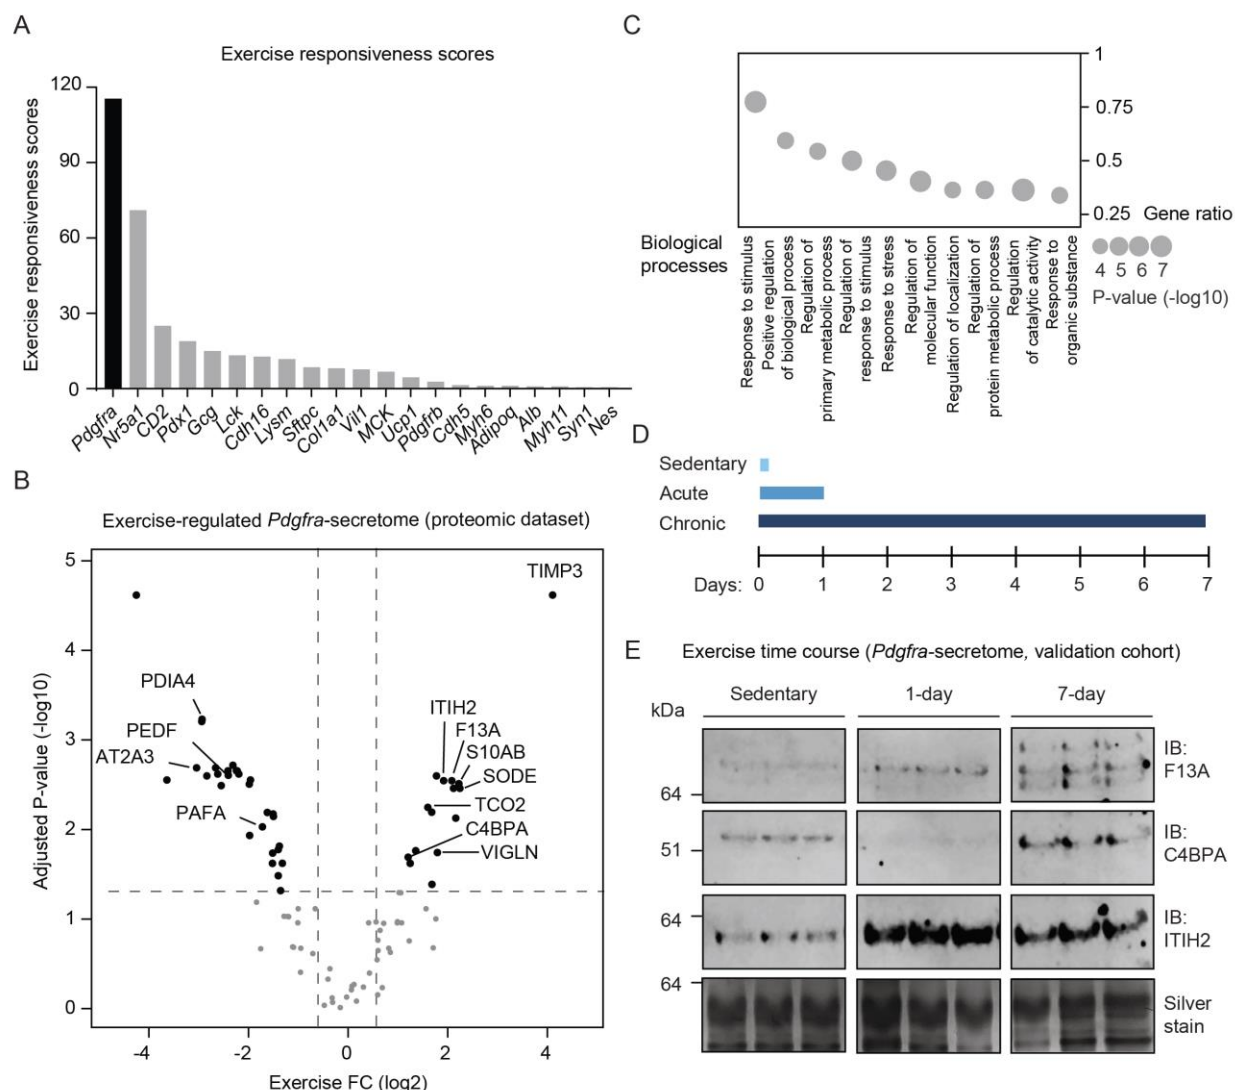 A
Exercise responsiveness scores
Exercise responsiveness scores
120
90
60
30
0
Pdgfra
Nr5a1
CD2
Pdx1
Gcg
Lck
Cdh16
Lysm
Sftpc
Col1a1
Vil1
MCK
Ucp1
Pdgfrb
Cdh5
Myh6
Adipoq
Alb
Myh11
Syn1
Nes
B
Exercise-regulated Pdgfra-secretome (proteomic dataset)
Adjusted P-value (-log10)
5
4
3
2
1
0
TIMP3
PDIA4
PEDF
AT2A3
PAFA
ITIH2
F13A
S10AB
SODE
TCO2
C4BPA
VIGLN
-4
-2
0
2
4
Exercise FC (log2)
C
1
0.75
0.5
0.25
Gene ratio
Biological
processes
Response to stimulus
Positive regulation
of biological process
Regulation of
primary metabolic process
Regulation of
response to stimulus
Response to stress
Regulation of
molecular function
Regulation of localization
Regulation of
protein metabolic process
Regulation
of catalytic activity
Response to
organic substance
4 5 6 7
P-value (-log10)
D
Sedentary
Acute
Chronic
Days: 0 1 2 3 4 5 6 7
E
Exercise time course (Pdgfra-secretome, validation cohort)
kDa
Sedentary
1-day
7-day
64
IB:
F13A
51
IB:
C4BPA
64
IB:
ITIH2
64
Silver
stain